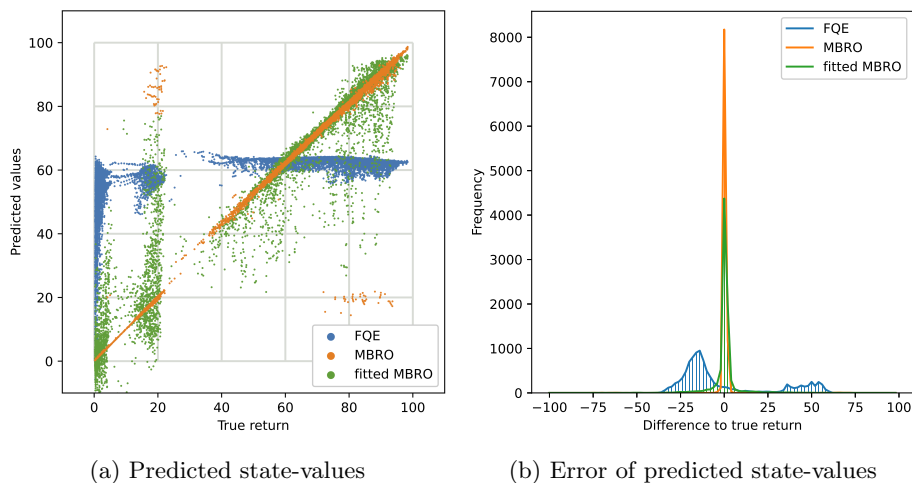 100
80
60
40
20
0
Predicted values
0
20
40
60
80
100
True return
FQE
MBRO
fitted MBRO
8000
7000
6000
5000
4000
3000
2000
1000
0
Frequency
−100
−75
−50
−25
0
25
50
75
100
Difference to true return
FQE
MBRO
fitted MBRO
(a) Predicted state-values
(b) Error of predicted state-values